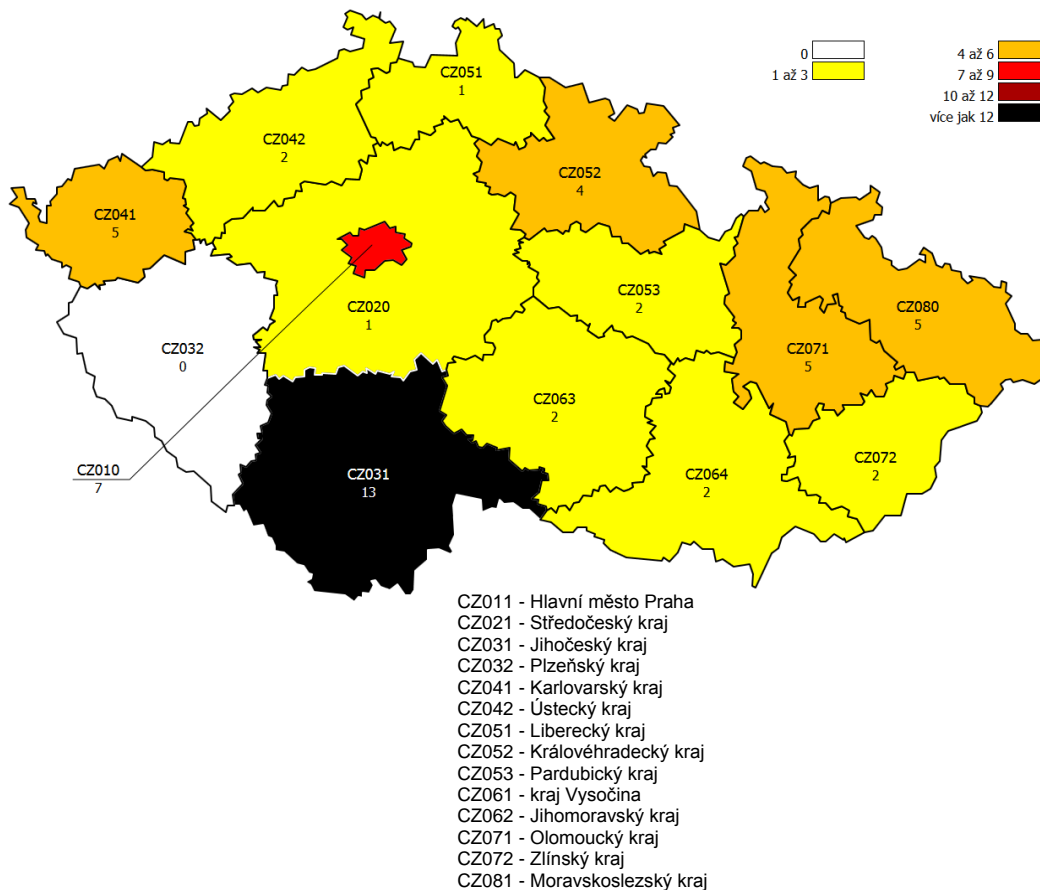 0
1 až 3
4 až 6
7 až 9
10 až 12
více jak 12
CZ051
1
CZ042
2
CZ052
4
CZ041
5
CZ053
2
CZ020
1
CZ080
5
CZ032
0
CZ071
5
CZ063
2
CZ072
2
CZ010
7
CZ031
13
CZ064
2
CZ011 - Hlavní město Praha
CZ021 - Středočeský kraj
CZ031 - Jihočeský kraj
CZ032 - Plzeňský kraj
CZ041 - Karlovarský kraj
CZ042 - Ústecký kraj
CZ051 - Liberecký kraj
CZ052 - Královéhradecký kraj
CZ053 - Pardubický kraj
CZ061 - kraj Vysočina
CZ062 - Jihomoravský kraj
CZ071 - Olomoucký kraj
CZ072 - Zlínský kraj
CZ081 - Moravskoslezský kraj